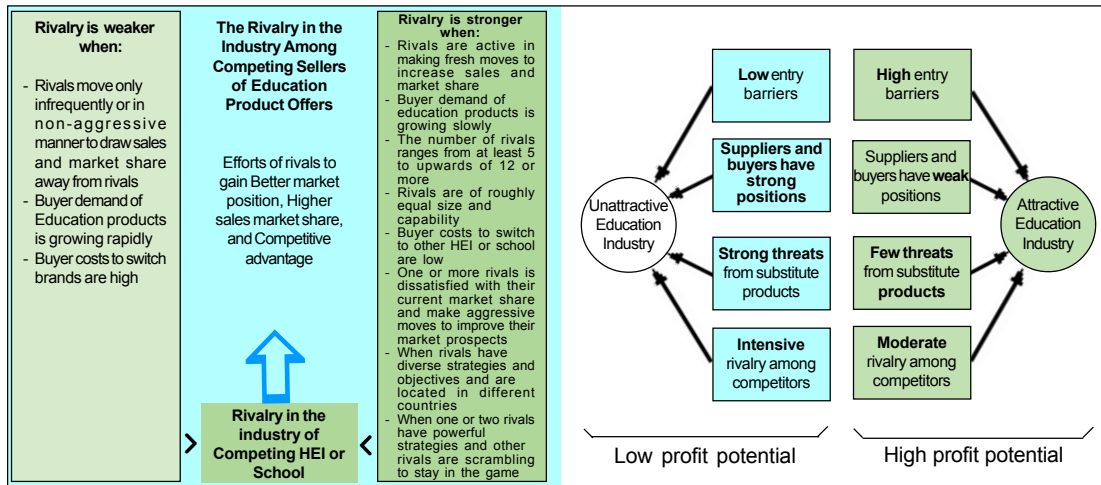 Rivalry is weaker
when:
- Rivals move only
infrequently or in
non-aggressive
manner to draw sales
and market share
away from rivals
- Buyer demand of
Education products
is growing rapidly
- Buyer costs to switch
brands are high
The Rivalry in the
Industry Among
Competing Sellers
of Education
Product Offers
Efforts of rivals to
gain Better market
position, Higher
sales market share,
and Competitive
advantage
Rivalry in the
industry of
Competing HEI or
School
Rivalry is stronger
when:
- Rivals are active in
making fresh moves to
increase sales and
market share
- Buyer demand of
education products is
growing slowly
- The number of rivals
ranges from at least 5
to upwards of 12 or
more
- Rivals are of roughly
equal size and
capability
- Buyer costs to switch
to other HEI or school
are low
- One or more rivals is
dissatisfied with their
current market share
and make aggressive
moves to improve their
market prospects
- When rivals have
diverse strategies and
objectives and are
located in different
countries
- When one or two rivals
have powerful
strategies and other
rivals are scrambling
to stay in the game
Unattractive
Education
Industry
Low entry
barriers
Suppliers and
buyers have
strong
positions
Strong threats
from substitute
products
Intensive
rivalry among
competitors
Low profit potential
High entry
barriers
Suppliers and
buyers have weak
positions
Few threats
from substitute
products
Moderate
rivalry among
competitors
Attractive
Education
Industry
High profit potential